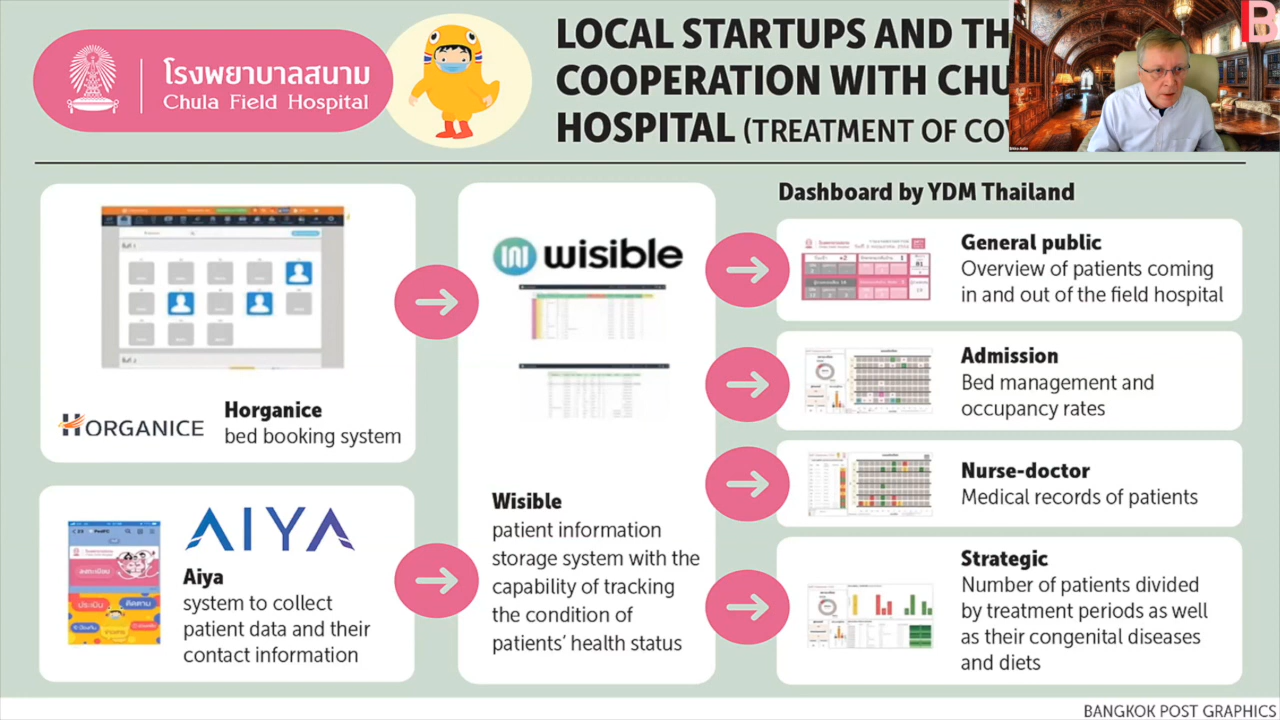 โรงพยาบาลสนาม
Chula Field Hospital
LOCAL STARTUPS AND TH
COOPERATION WITH CHU
HOSPITAL (TREATMENT OF CO
Dashboard by YDM Thailand
HORGANICE
Horganice
bed booking system
AIYA
Aiya
system to collect
patient data and their
contact information
wisible
Wisible
patient information
storage system with the
capability of tracking
the condition of
patients' health status
General public
Overview of patients coming
in and out of the field hospital
Admission
Bed management and
occupancy rates
Nurse-doctor
Medical records of patients
Strategic
Number of patients divided
by treatment periods as well
as their congenital diseases
and diets
BANGKOK POST GRAPHICS
B